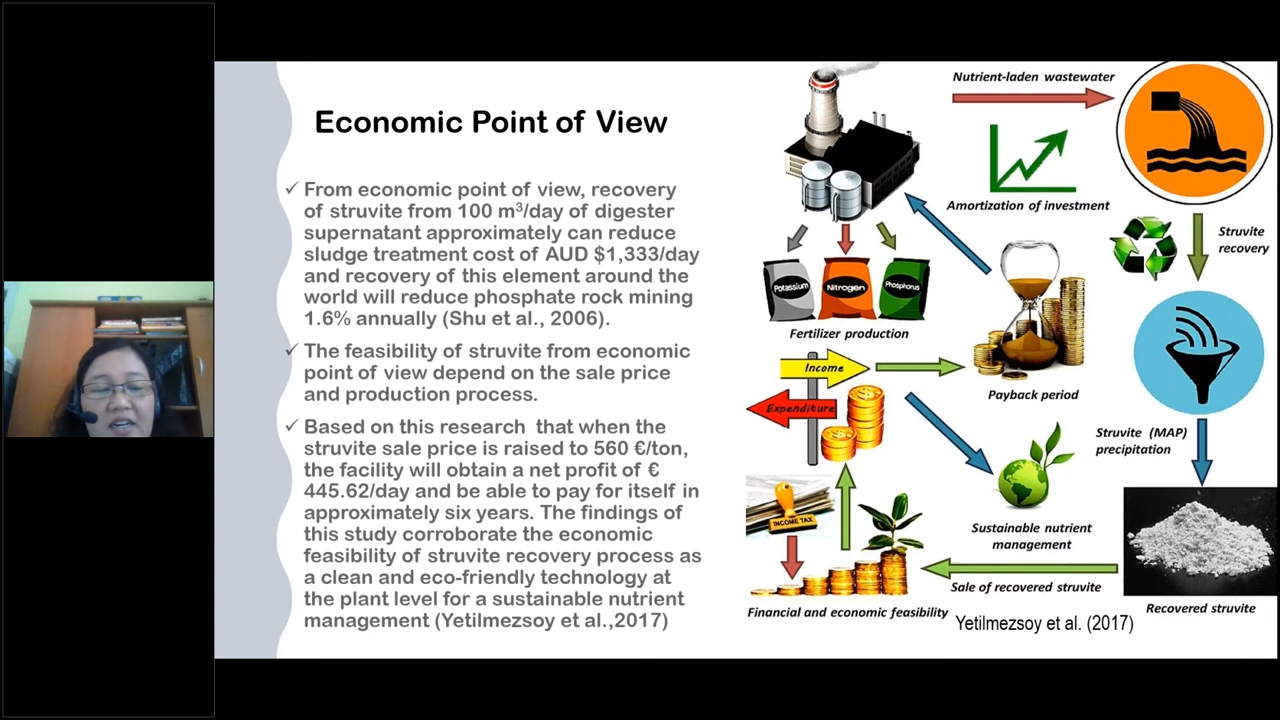 Economic Point of View
✓ From economic point of view, recovery
of struvite from 100 m³/day of digester
supernatant approximately can reduce
sludge treatment cost of AUD $1,333/day
and recovery of this element around the
world will reduce phosphate rock mining
1.6% annually (Shu et al., 2006).
✓ The feasibility of struvite from economic
point of view depend on the sale price
and production process.
✓ Based on this research that when the
struvite sale price is raised to 560 €/ton,
the facility will obtain a net profit of €
445.62/day and be able to pay for itself in
approximately six years. The findings of
this study corroborate the economic
feasibility of struvite recovery process as
a clean and eco-friendly technology at
the plant level for a sustainable nutrient
management (Yetilmezsoy et al.,2017)
Nutrient-laden wastewater
Amortization of investment
Struvite
recovery
Potassium
Nitrogen
Phosphorus
Fertilizer production
Income
Expenditure
Payback period
Struvite (MAP)
precipitation
INCOME TAX
Sustainable nutrient
management
Sale of recovered struvite
Recovered struvite
Financial and economic feasibility
Yetilmezsoy et al. (2017)